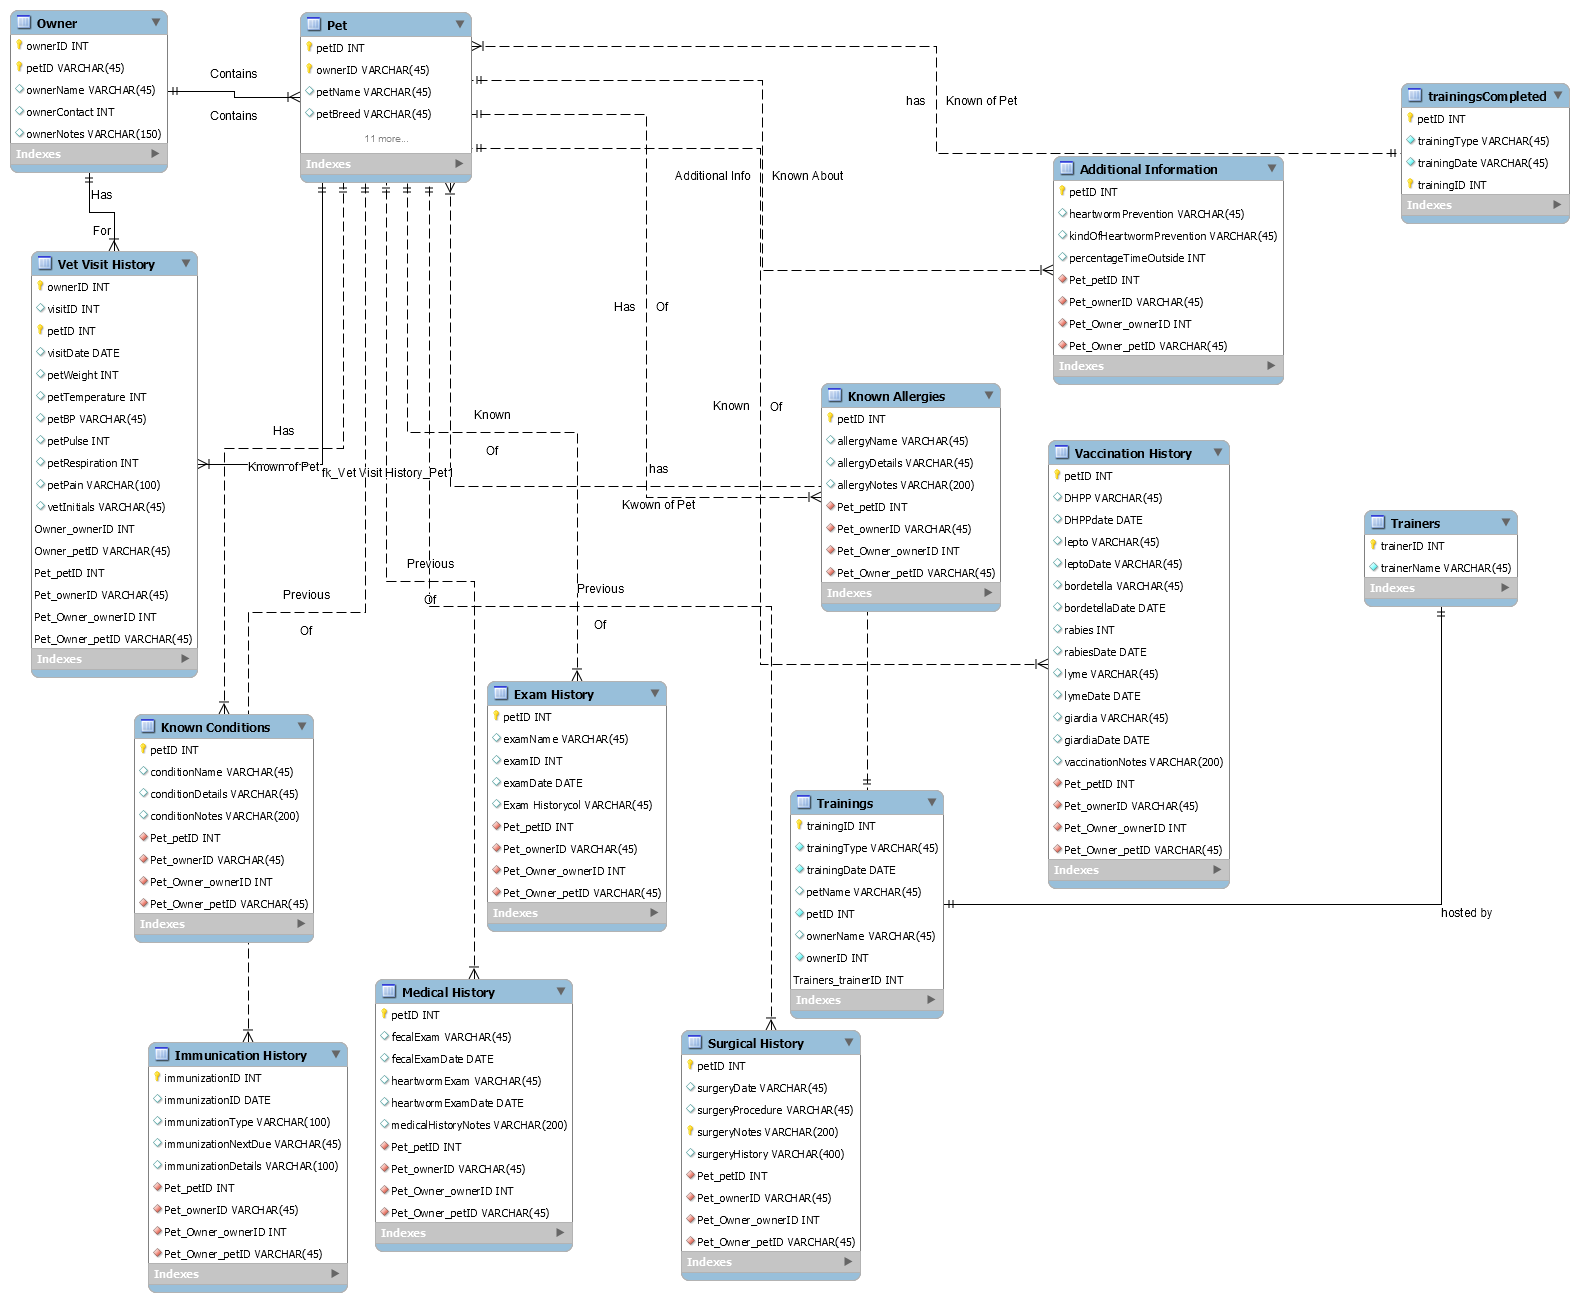 Owner
ownerID INT
petID VARCHAR(45)
ownerName VARCHAR(45)
ownerContact INT
ownerNotes VARCHAR(150)
Indexes
Contains
Contains
Pet
petID INT
ownerID VARCHAR(45)
petName VARCHAR(45)
petBreed VARCHAR(45)
11 more...
Indexes
has
Known of Pet
trainingsCompleted
petID INT
trainingType VARCHAR(45)
trainingDate VARCHAR(45)
trainingID INT
Indexes
Additional Info
Known About
Additional Information
petID INT
heartwormPrevention VARCHAR(45)
kindOfHeartwormPrevention VARCHAR(45)
percentageTimeOutside INT
Pet_petID INT
Pet_ownerID VARCHAR(45)
Pet_Owner_ownerID INT
Pet_Owner_petID VARCHAR(45)
Indexes
Has
For
Vet Visit History
ownerID INT
visitID INT
petID INT
visitDate DATE
petWeight INT
petTemperature INT
petBP VARCHAR(45)
petPulse INT
petRespiration INT
petPain VARCHAR(100)
vetInitials VARCHAR(45)
Owner_ownerID INT
Owner_petID VARCHAR(45)
Pet_petID INT
Pet_ownerID VARCHAR(45)
Pet_Owner_ownerID INT
Pet_Owner_petID VARCHAR(45)
Indexes
Has
Of
Has
Known of Pet
fk_Vet Visit History_Pet1
Known
Of
has
Kwown of Pet
Known
Of
Known Allergies
petID INT
allergyName VARCHAR(45)
allergyDetails VARCHAR(45)
allergyNotes VARCHAR(200)
Pet_petID INT
Pet_ownerID VARCHAR(45)
Pet_Owner_ownerID INT
Pet_Owner_petID VARCHAR(45)
Indexes
Vaccination History
petID INT
DHPP VARCHAR(45)
DHPPdate DATE
lepto VARCHAR(45)
leptoDate VARCHAR(45)
bordetella VARCHAR(45)
bordetellaDate DATE
rabies INT
rabiesDate DATE
lyme VARCHAR(45)
lymeDate DATE
giardia VARCHAR(45)
giardiaDate DATE
vaccinationNotes VARCHAR(200)
Pet_petID INT
Pet_ownerID VARCHAR(45)
Pet_Owner_ownerID INT
Pet_Owner_petID VARCHAR(45)
Indexes
Trainers
trainerID INT
trainerName VARCHAR(45)
Indexes
Previous
Of
Previous
Of
Previous
Of
Known Conditions
petID INT
conditionName VARCHAR(45)
conditionDetails VARCHAR(45)
conditionNotes VARCHAR(200)
Pet_petID INT
Pet_ownerID VARCHAR(45)
Pet_Owner_ownerID INT
Pet_Owner_petID VARCHAR(45)
Indexes
Exam History
petID INT
examName VARCHAR(45)
examID INT
examDate DATE
Exam Historycol VARCHAR(45)
Pet_petID INT
Pet_ownerID VARCHAR(45)
Pet_Owner_ownerID INT
Pet_Owner_petID VARCHAR(45)
Indexes
Trainings
trainingID INT
trainingType VARCHAR(45)
trainingDate DATE
petName VARCHAR(45)
petID INT
ownerName VARCHAR(45)
ownerID INT
Trainers_trainerID INT
Indexes
hosted by
Immunication History
immunizationID INT
immunizationID DATE
immunizationType VARCHAR(100)
immunizationNextDue VARCHAR(45)
immunizationDetails VARCHAR(100)
Pet_petID INT
Pet_ownerID VARCHAR(45)
Pet_Owner_ownerID INT
Pet_Owner_petID VARCHAR(45)
Indexes
Medical History
petID INT
fecalExam VARCHAR(45)
fecalExamDate DATE
heartwormExam VARCHAR(45)
heartwormExamDate DATE
medicalHistoryNotes VARCHAR(200)
Pet_petID INT
Pet_ownerID VARCHAR(45)
Pet_Owner_ownerID INT
Pet_Owner_petID VARCHAR(45)
Indexes
Surgical History
petID INT
surgeryDate VARCHAR(45)
surgeryProcedure VARCHAR(45)
surgeryNotes VARCHAR(200)
surgeryHistory VARCHAR(400)
Pet_petID INT
Pet_ownerID VARCHAR(45)
Pet_Owner_ownerID INT
Pet_Owner_petID VARCHAR(45)
Indexes